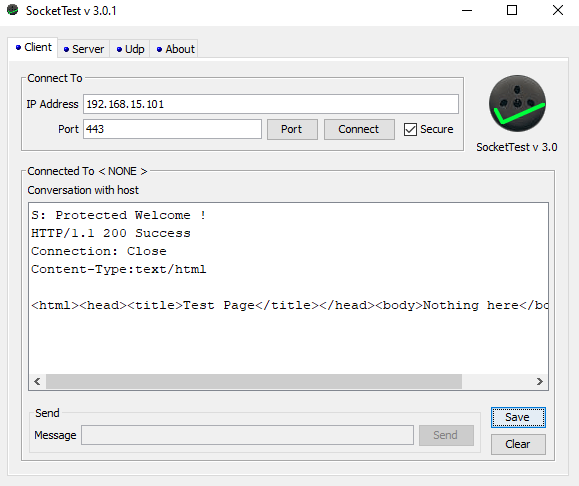 SocketTest v 3.0.1
Client
Server
Udp
About
Connect To
IP Address 192.168.15.101
Port 443 Port Connect Secure
SocketTest v 3.0
Connected To < NONE >
Conversation with host
S: Protected Welcome !
HTTP/1.1 200 Success
Connection: Close
Content-Type:text/html
<html><head><title>Test Page</title></head><body>Nothing here</bo
Send
Message Send
Save
Clear